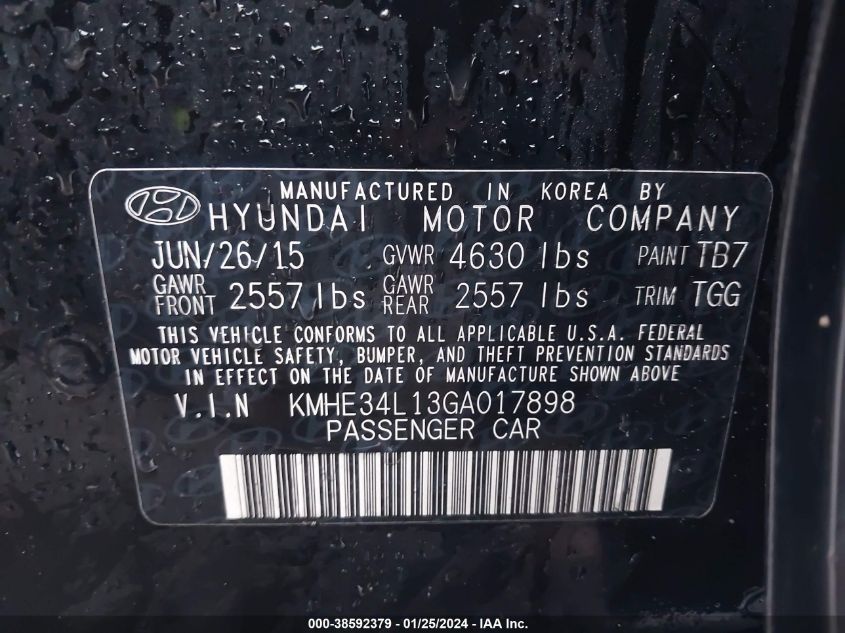 MANUFACTURED IN KOREA BY
HYUNDAI MOTOR COMPANY
JUN/26/15 GVWR 4630 lbs PAINT TB7
GAWR FRONT 2557 lbs GAWR REAR 2557 lbs TRIM TGG
THIS VEHICLE CONFORMS TO ALL APPLICABLE U.S.A. FEDERAL
MOTOR VEHICLE SAFETY, BUMPER, AND THEFT PREVENTION STANDARDS
IN EFFECT ON THE DATE OF MANUFACTURE SHOWN ABOVE
V.I.N KMHE34L13GA017898
PASSENGER CAR
000-38592379 - 01/25/2024 - IAA Inc.